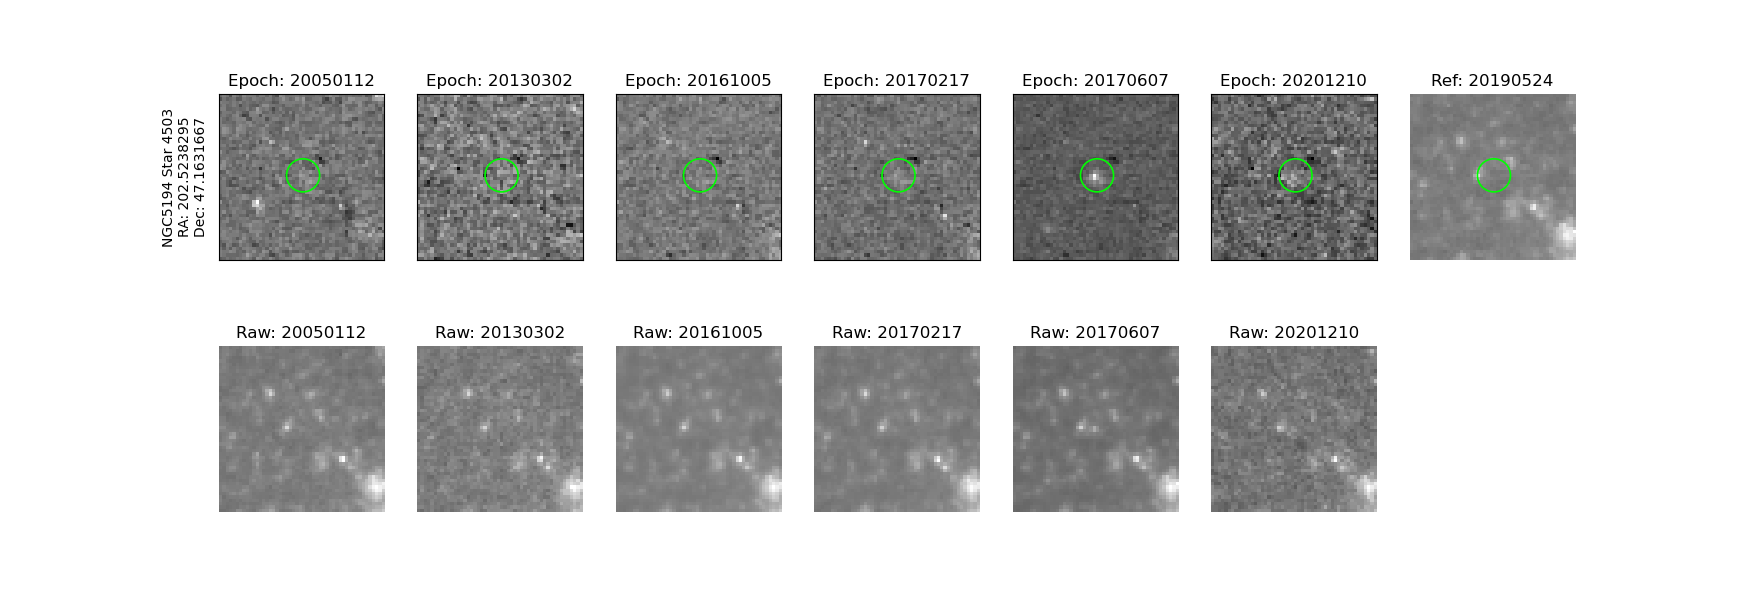 NGC5194 Star 4503
RA: 202.5238295
Dec: 47.1631667
Epoch: 20050112
Epoch: 20130302
Epoch: 20161005
Epoch: 20170217
Epoch: 20170607
Epoch: 20201210
Ref: 20190524
Raw: 20050112
Raw: 20130302
Raw: 20161005
Raw: 20170217
Raw: 20170607
Raw: 20201210